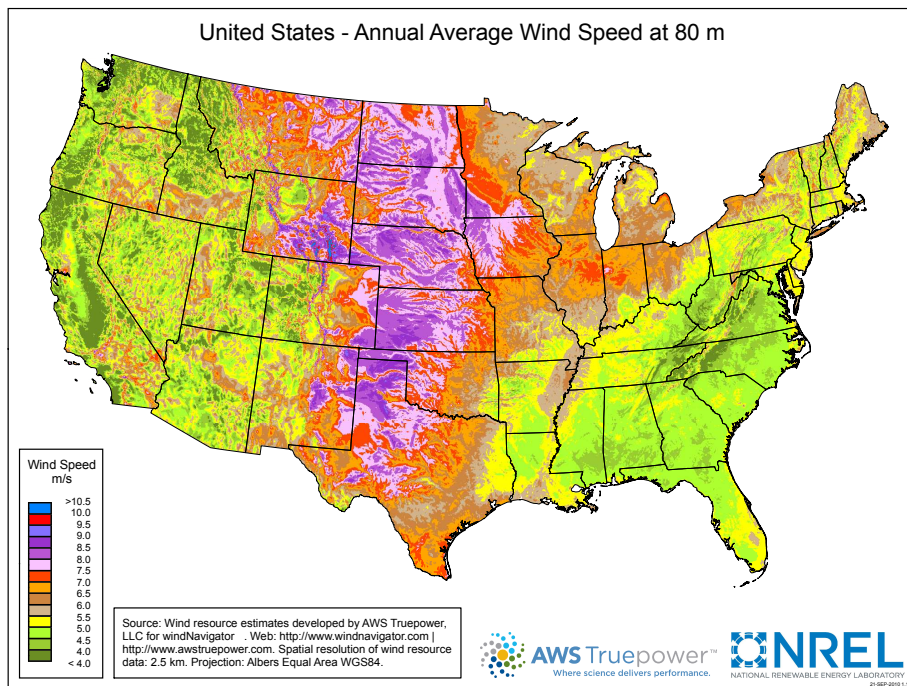 United States - Annual Average Wind Speed at 80 m
Wind Speed
m/s
>10.5
10.0
9.5
9.0
8.5
8.0
7.5
7.0
6.5
6.0
5.5
5.0
4.5
4.0
< 4.0
Source: Wind resource estimates developed by AWS Truepower,
LLC for windNavigator . Web: http://www.windnavigator.com |
http://www.awstruepower.com. Spatial resolution of wind resource
data: 2.5 km. Projection: Albers Equal Area WGS84.
AWS Truepower™
Where science delivers performance.
NREL
NATIONAL RENEWABLE ENERGY LABORATORY